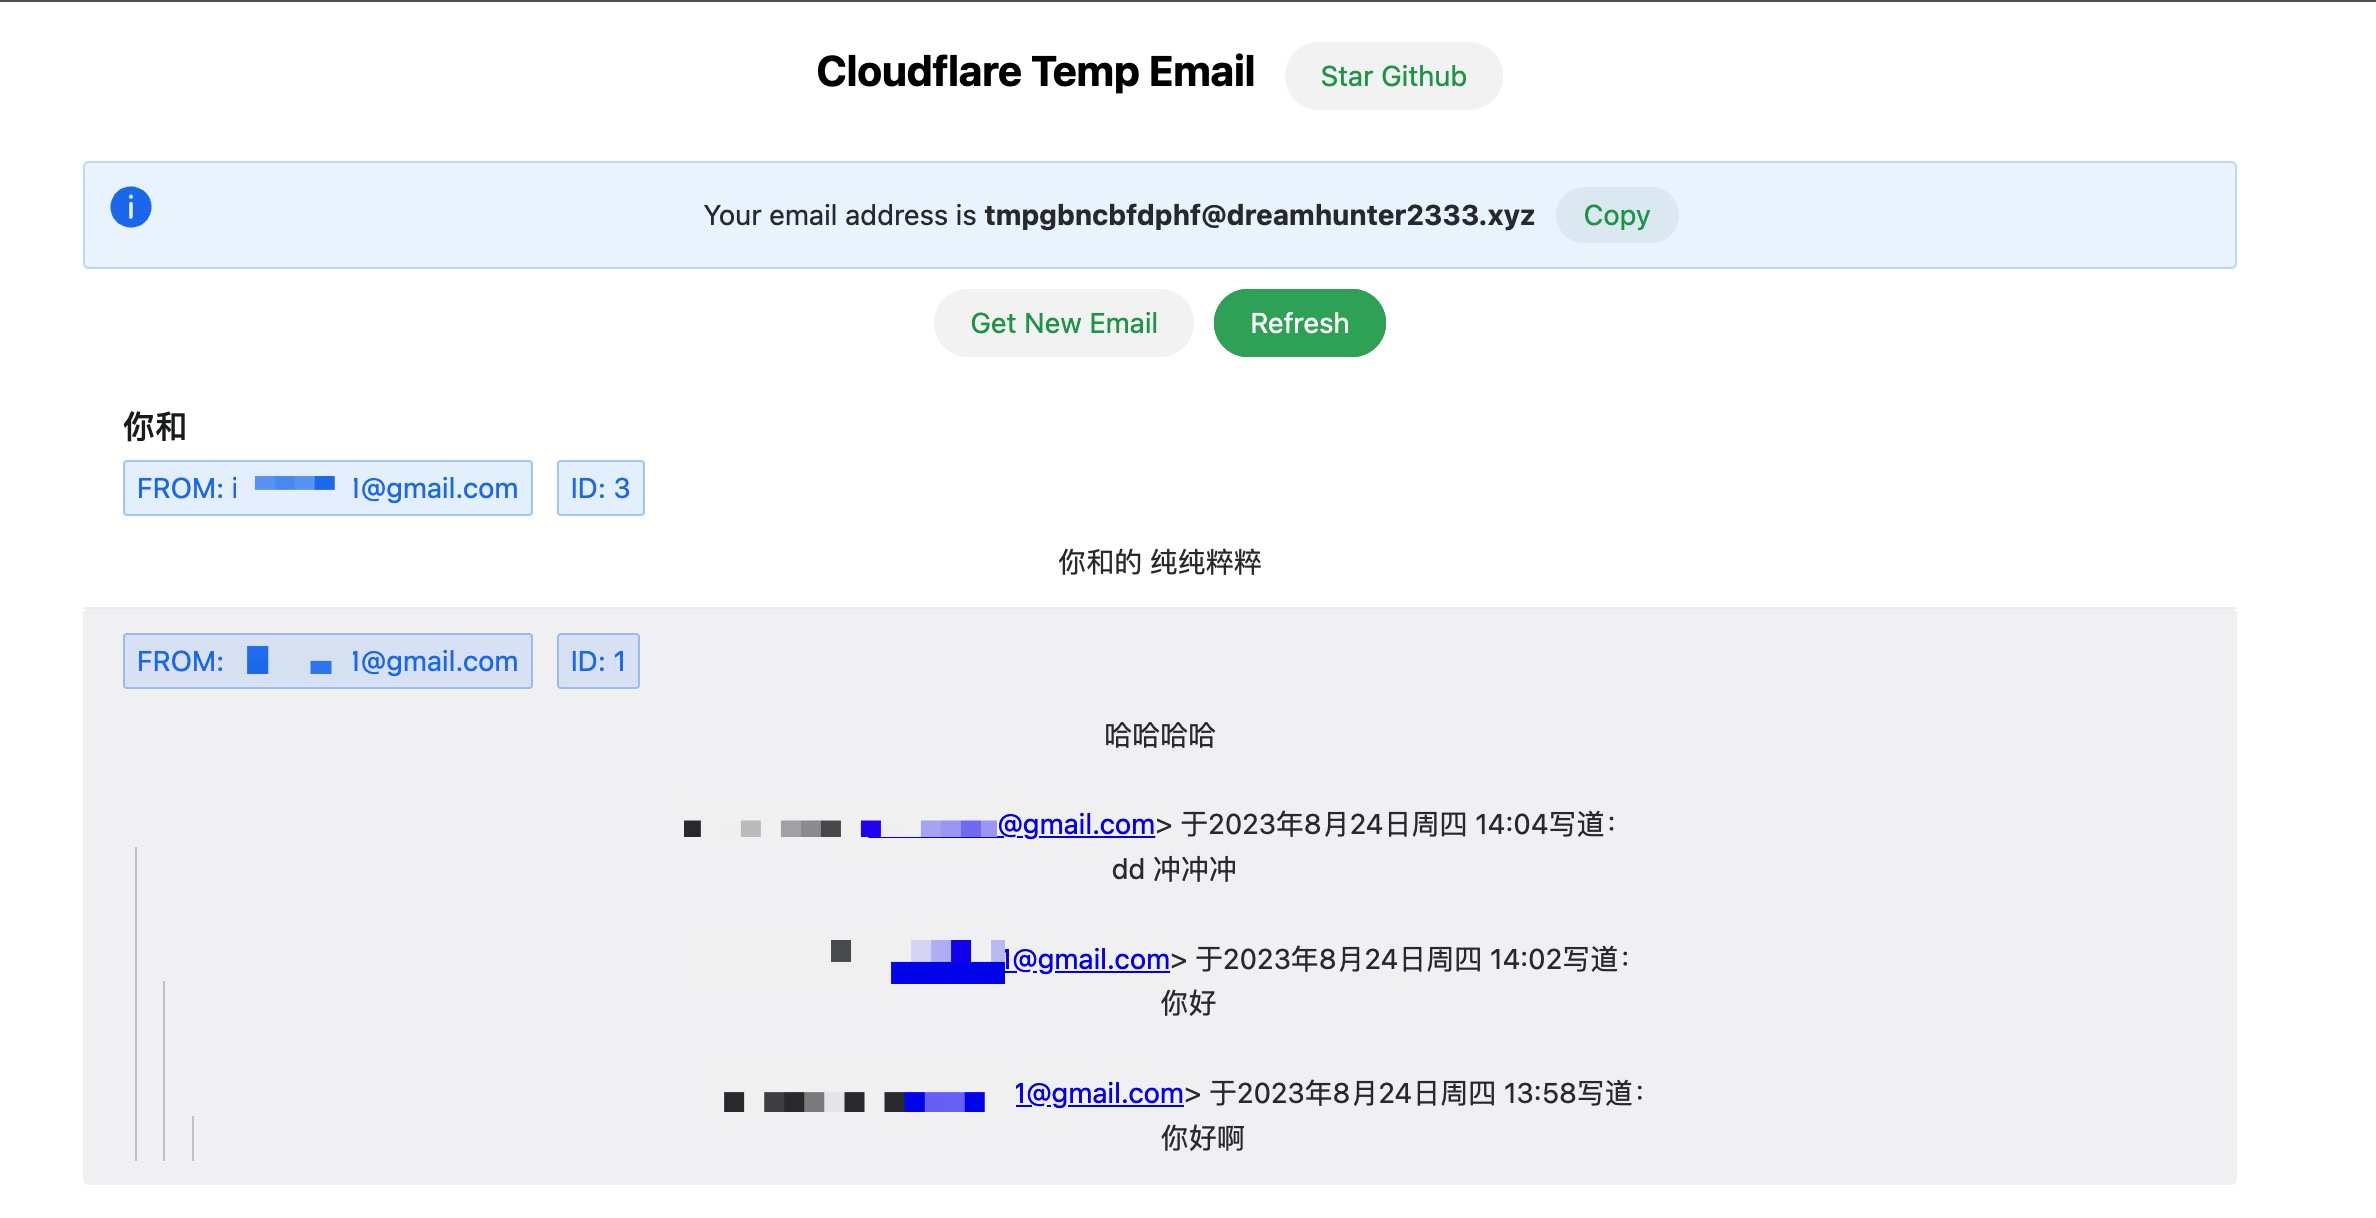 Cloudflare Temp Email Star Github
Your email address is tmpgbncbfdphf@dreamhunter2333.xyz Copy
Get New Email Refresh
你和
FROM: i 1@gmail.com ID: 3
你和的 纯纯粹粹
FROM: 1@gmail.com ID: 1
哈哈哈哈
@gmail.com> 于2023年8月24日周四 14:04写道：
dd 冲冲冲
1@gmail.com> 于2023年8月24日周四 14:02写道：
你好
1@gmail.com> 于2023年8月24日周四 13:58写道：
你好啊